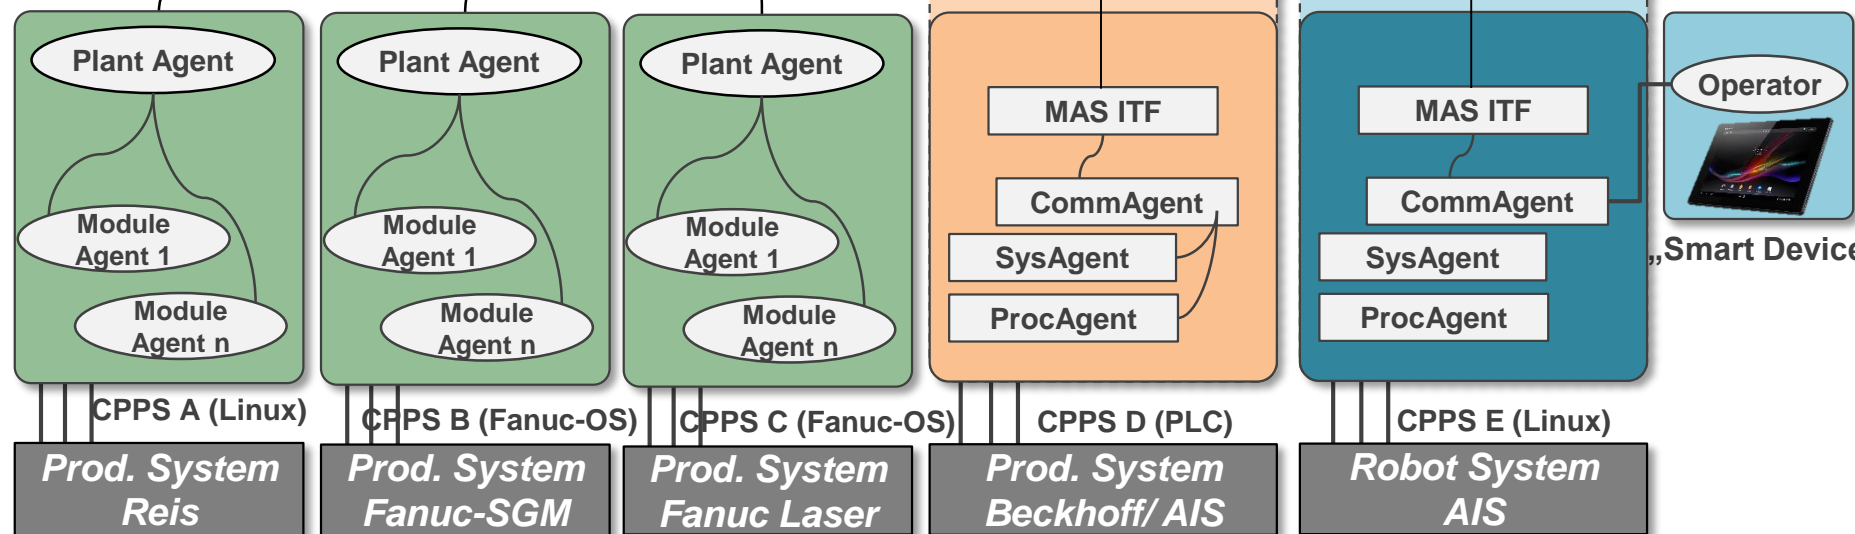 Plant Agent
Module
Agent 1
Module
Agent n
CPPS A (Linux)
Prod. System
Reis
Plant Agent
Module
Agent 1
Module
Agent n
CPPS B (Fanuc-OS)
Prod. System
Fanuc-SGM
Plant Agent
Module
Agent 1
Module
Agent n
CPPS C (Fanuc-OS)
Prod. System
Fanuc Laser
MAS ITF
CommAgent
SysAgent
ProcAgent
CPPS D (PLC)
Prod. System
Beckhoff/ AIS
MAS ITF
CommAgent
SysAgent
ProcAgent
CPPS E (Linux)
Robot System
AIS
Operator
„Smart Device